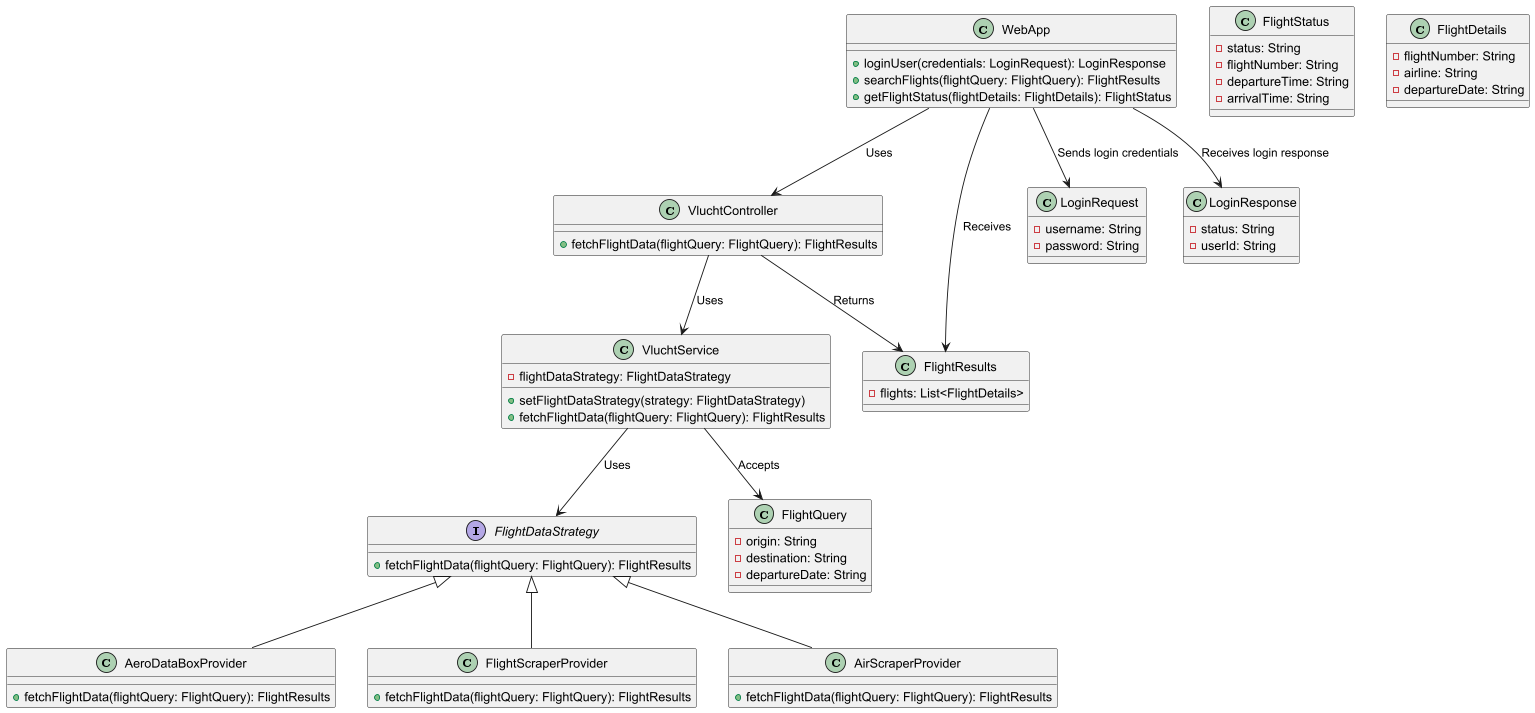 C WebApp
loginUser(credentials: LoginRequest): LoginResponse
searchFlights(flightQuery: FlightQuery): FlightResults
getFlightStatus(flightDetails: FlightDetails): FlightStatus
C FlightStatus
status: String
flightNumber: String
departureTime: String
arrivalTime: String
C FlightDetails
flightNumber: String
airline: String
departureDate: String
Uses
Sends login credentials
Receives login response
C VluchtController
fetchFlightData(flightQuery: FlightQuery): FlightResults
Receives
C LoginRequest
username: String
password: String
C LoginResponse
status: String
userId: String
Uses
Returns
C VluchtService
flightDataStrategy: FlightDataStrategy
setFlightDataStrategy(strategy: FlightDataStrategy)
fetchFlightData(flightQuery: FlightQuery): FlightResults
C FlightResults
flights: List<FlightDetails>
Uses
Accepts
I FlightDataStrategy
fetchFlightData(flightQuery: FlightQuery): FlightResults
C FlightQuery
origin: String
destination: String
departureDate: String
C AeroDataBoxProvider
fetchFlightData(flightQuery: FlightQuery): FlightResults
C FlightScraperProvider
fetchFlightData(flightQuery: FlightQuery): FlightResults
C AirScraperProvider
fetchFlightData(flightQuery: FlightQuery): FlightResults